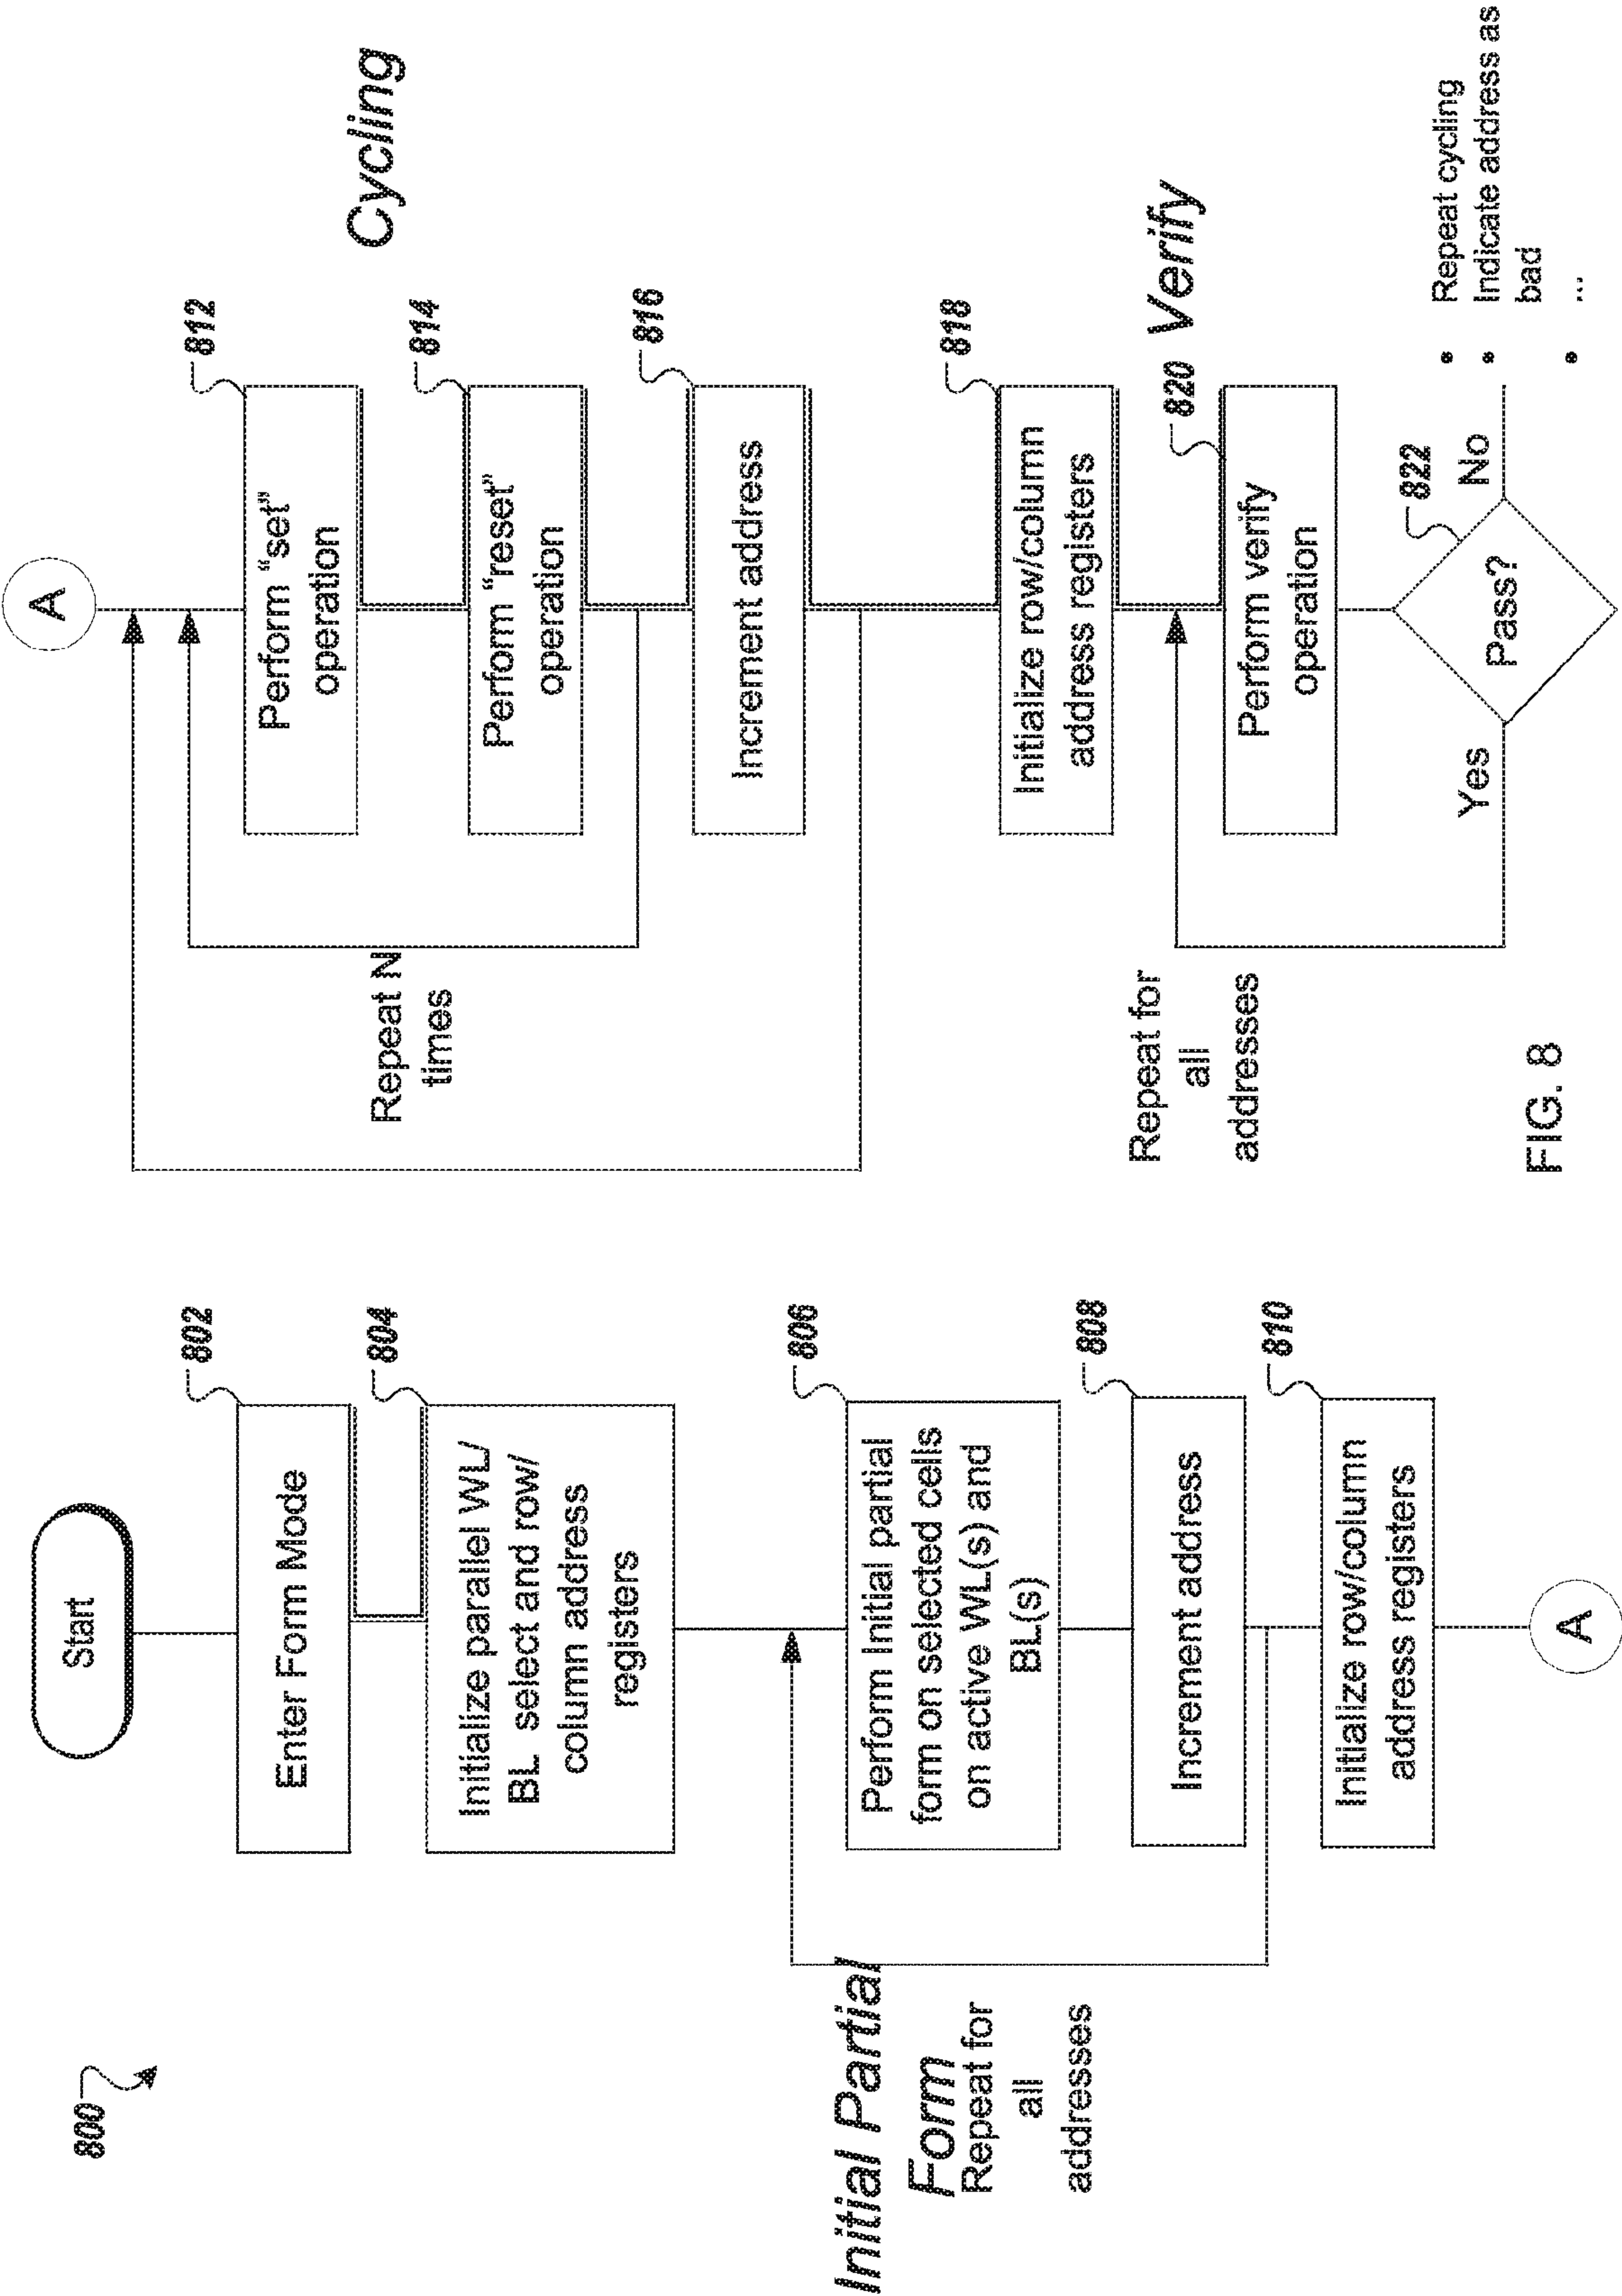 800
Start
802
Enter Form Mode
804
Initialize parallel WL/
BL select and row/
column address
registers
Initial Partial
Form
Repeat for
all
addresses
806
Perform Initial partial
form on selected cells
on active WL(s) and
BL(s)
808
Increment address
810
Initialize row/column
address registers
A
A
Cycling
812
Perform “set”
operation
814
Perform “reset”
operation
Repeat N
times
816
Increment address
818
Initialize row/column
address registers
Verify
820
Perform verify
operation
Repeat for
all
addresses
822
Pass?
Yes
No
• Repeat cycling
• Indicate address as
bad
• ...
FIG. 8